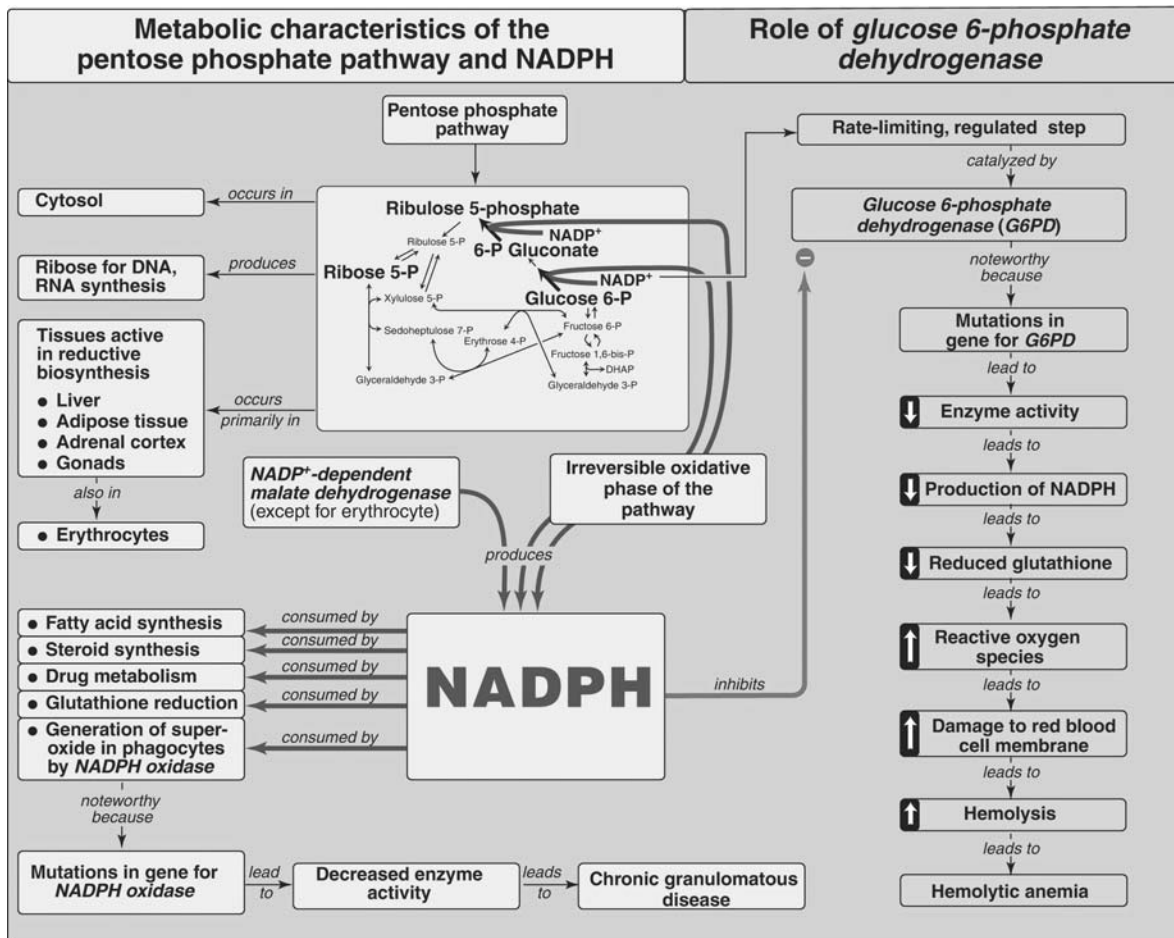 Metabolic characteristics of the
pentose phosphate pathway and NADPH
Role of glucose 6-phosphate
dehydrogenase
Pentose phosphate
pathway
Cytosol
occurs in
Ribose for DNA,
RNA synthesis
produces
Tissues active
in reductive
biosynthesis
● Liver
● Adipose tissue
● Adrenal cortex
● Gonads
occurs
primarily in
also in
● Erythrocytes
Ribulose 5-phosphate
NADP+
Ribulose 5-P
6-P Gluconate
Ribose 5-P
NADP+
Glucose 6-P
Xylulose 5-P
Fructose 6-P
Sedoheptulose 7-P
Erythrose 4-P
Fructose 1,6-bis-P
DHAP
Glyceraldehyde 3-P
Glyceraldehyde 3-P
NADP+-dependent
malate dehydrogenase
(except for erythrocyte)
Irreversible oxidative
phase of the
pathway
produces
NADPH
inhibits
● Fatty acid synthesis
consumed by
● Steroid synthesis
consumed by
● Drug metabolism
consumed by
● Glutathione reduction
consumed by
● Generation of super-
oxide in phagocytes
by NADPH oxidase
consumed by
noteworthy
because
Mutations in gene for
NADPH oxidase
lead
to
Decreased enzyme
activity
leads
to
Chronic granulomatous
disease
Rate-limiting, regulated step
catalyzed by
Glucose 6-phosphate
dehydrogenase (G6PD)
noteworthy
because
Mutations in
gene for G6PD
lead to
Enzyme activity
leads to
Production of NADPH
leads to
Reduced glutathione
leads to
Reactive oxygen
species
leads to
Damage to red blood
cell membrane
leads to
Hemolysis
leads to
Hemolytic anemia